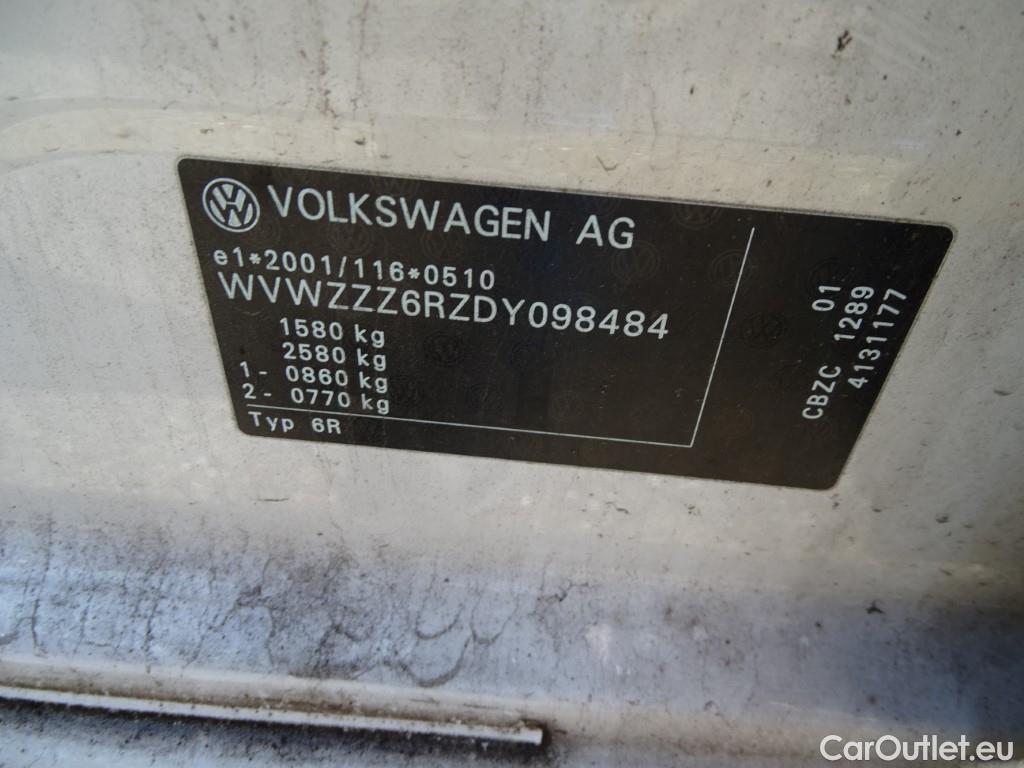 VOLKSWAGEN AG
e1*2001/116*0510
WVWZZZ6RZDY098484
1580 kg
2580 kg
1 - 0860 kg
2 - 0770 kg
Typ 6R
01
CBZC 1289
4131177
CarOutlet.eu